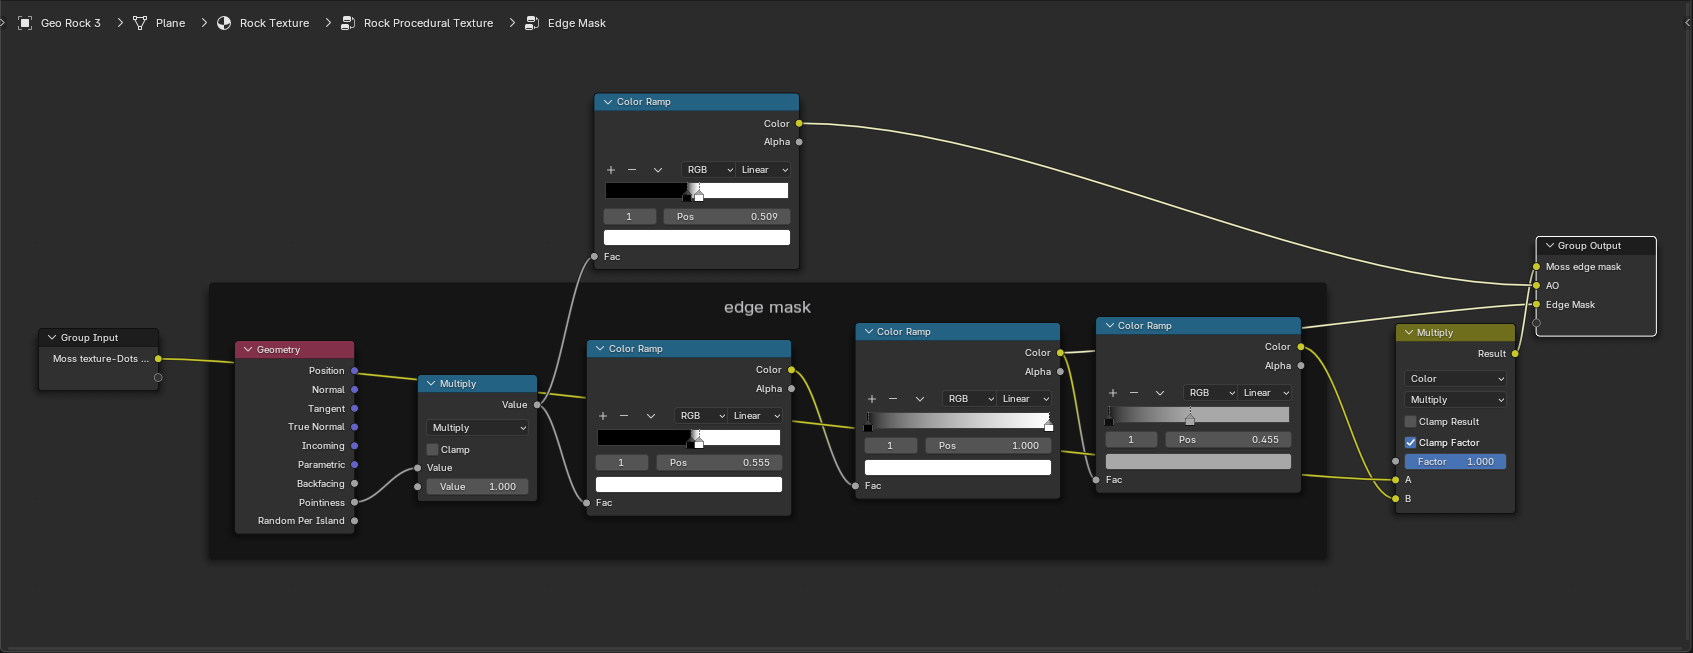 Geo Rock 3 Plane Rock Texture Rock Procedural Texture Edge Mask
Color Ramp
Color
Alpha
RGB Linear
1 Pos 0.509
Fac
edge mask
Group Input
Moss texture-Dots ...
Geometry
Position
Normal
Tangent
True Normal
Incoming
Parametric
Backfacing
Pointiness
Random Per Island
Multiply
Value
Multiply
Clamp
Value
Value 1.000
Color Ramp
Color
Alpha
RGB Linear
1 Pos 0.555
Fac
Color Ramp
Color
Alpha
RGB Linear
1 Pos 1.000
Fac
Color Ramp
Color
Alpha
RGB Linear
1 Pos 0.455
Fac
Multiply
Result
Color
Multiply
Clamp Result
Clamp Factor
Factor 1.000
A
B
Group Output
Moss edge mask
AO
Edge Mask